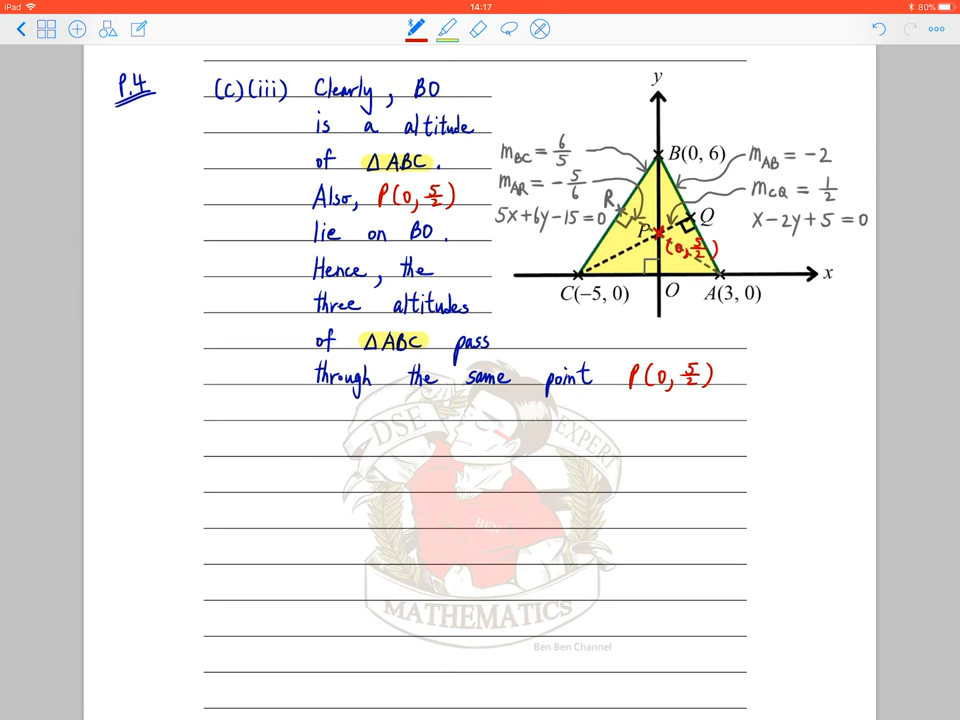 iPad
14:17
80%
P.4
(c)(iii) Clearly, BO
is a altitude
of △ABC.
Also, P(0, 5/2)
lie on BO.
Hence, the
three altitudes
of △ABC pass
through the same point P(0, 5/2)
y
B(0, 6)
m_BC = 6/5
m_AR = -5/6
5x+6y-15=0
m_AB = -2
m_CQ = 1/2
x-2y+5=0
R
Q
P
(0, 5/2)
x
C(–5, 0)
O
A(3, 0)
DSE EXPERT
BEN
MATHEMATICS
Ben Ben Channel